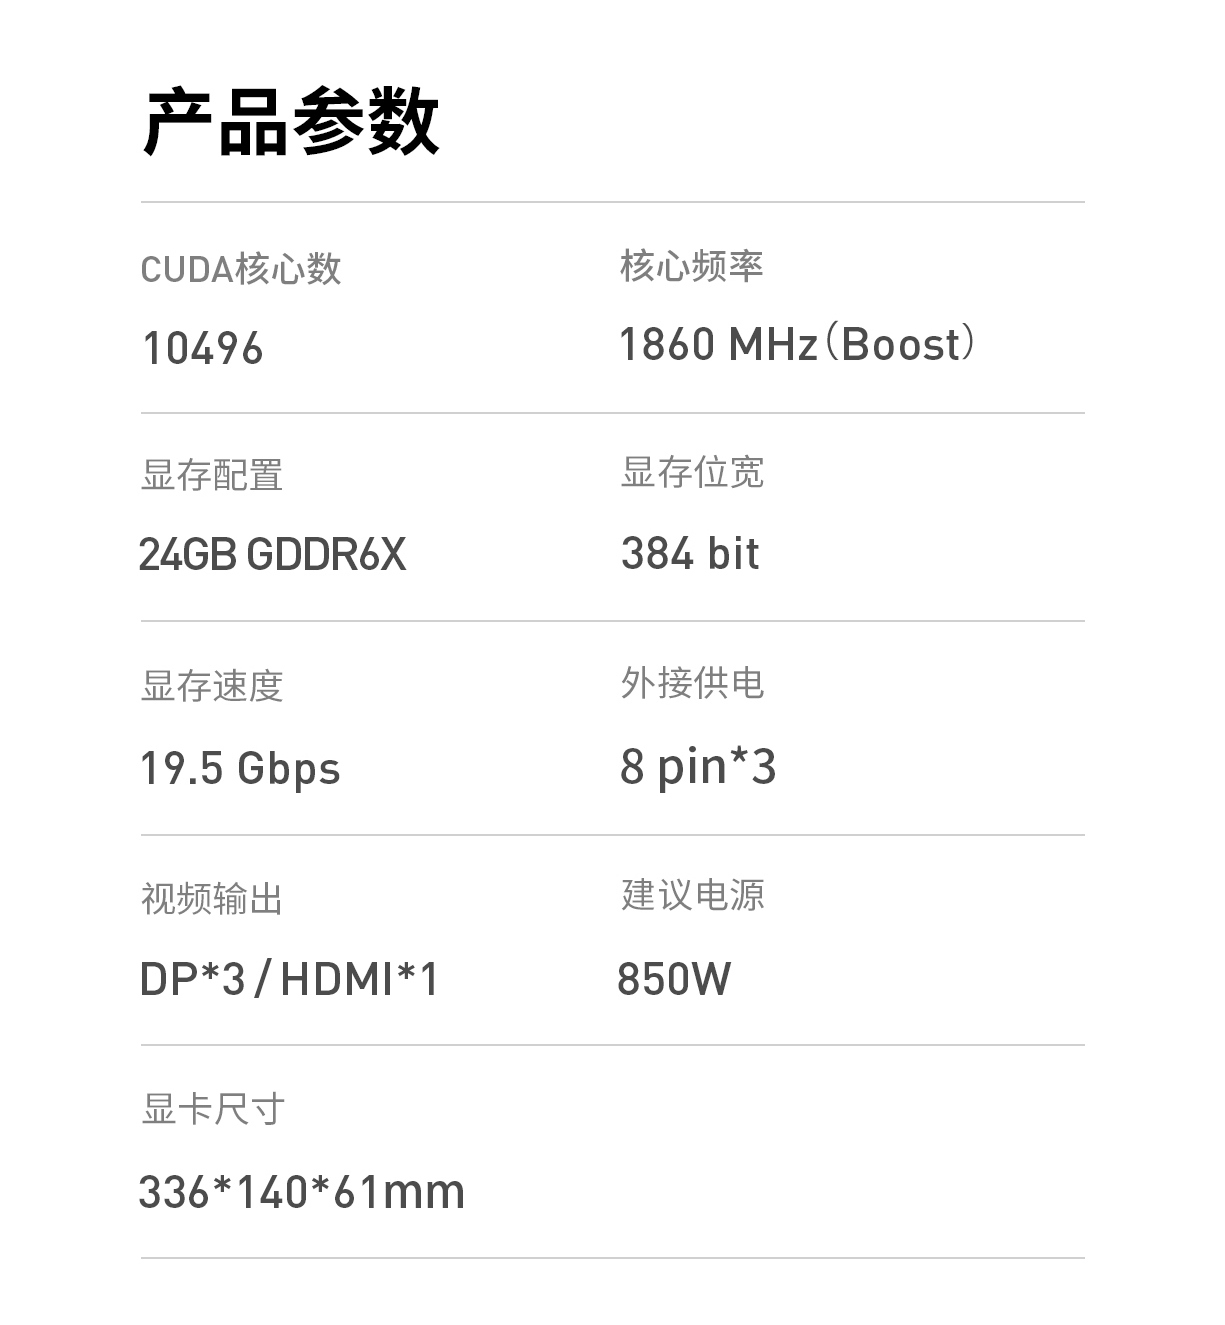 产品参数
CUDA核心数
核心频率
10496
1860 MHz（Boost）
显存配置
显存位宽
24GB GDDR6X
384 bit
显存速度
外接供电
19.5 Gbps
8 pin*3
视频输出
建议电源
DP*3 / HDMI*1
850W
显卡尺寸
336*140*61mm